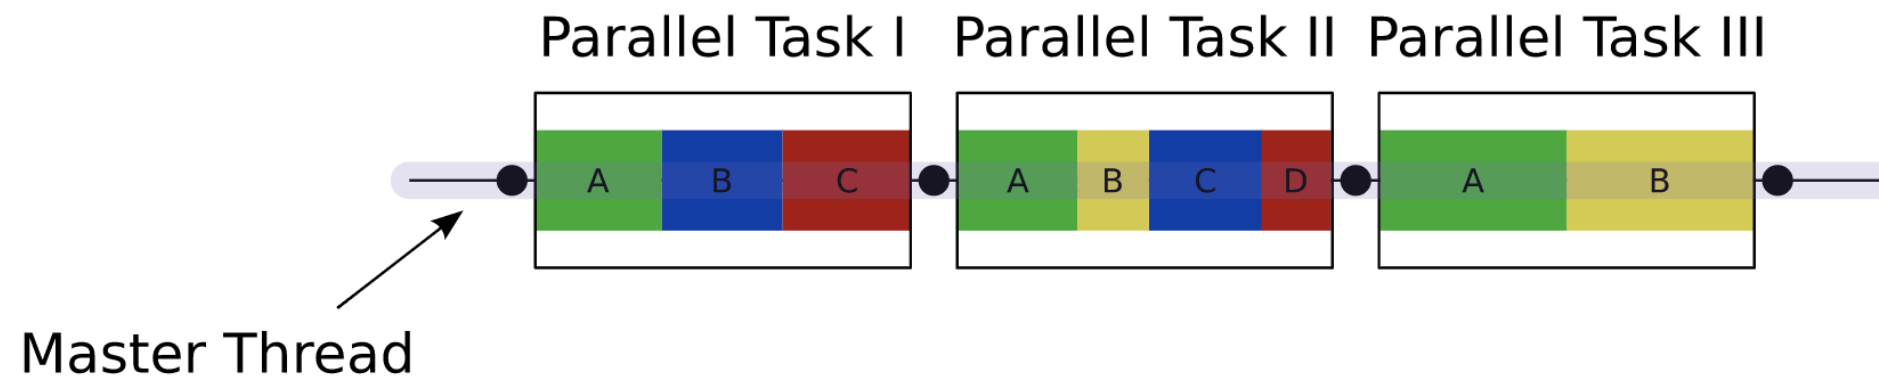 Parallel Task I
Parallel Task II
Parallel Task III
A B C
A B C D
A B
Master Thread